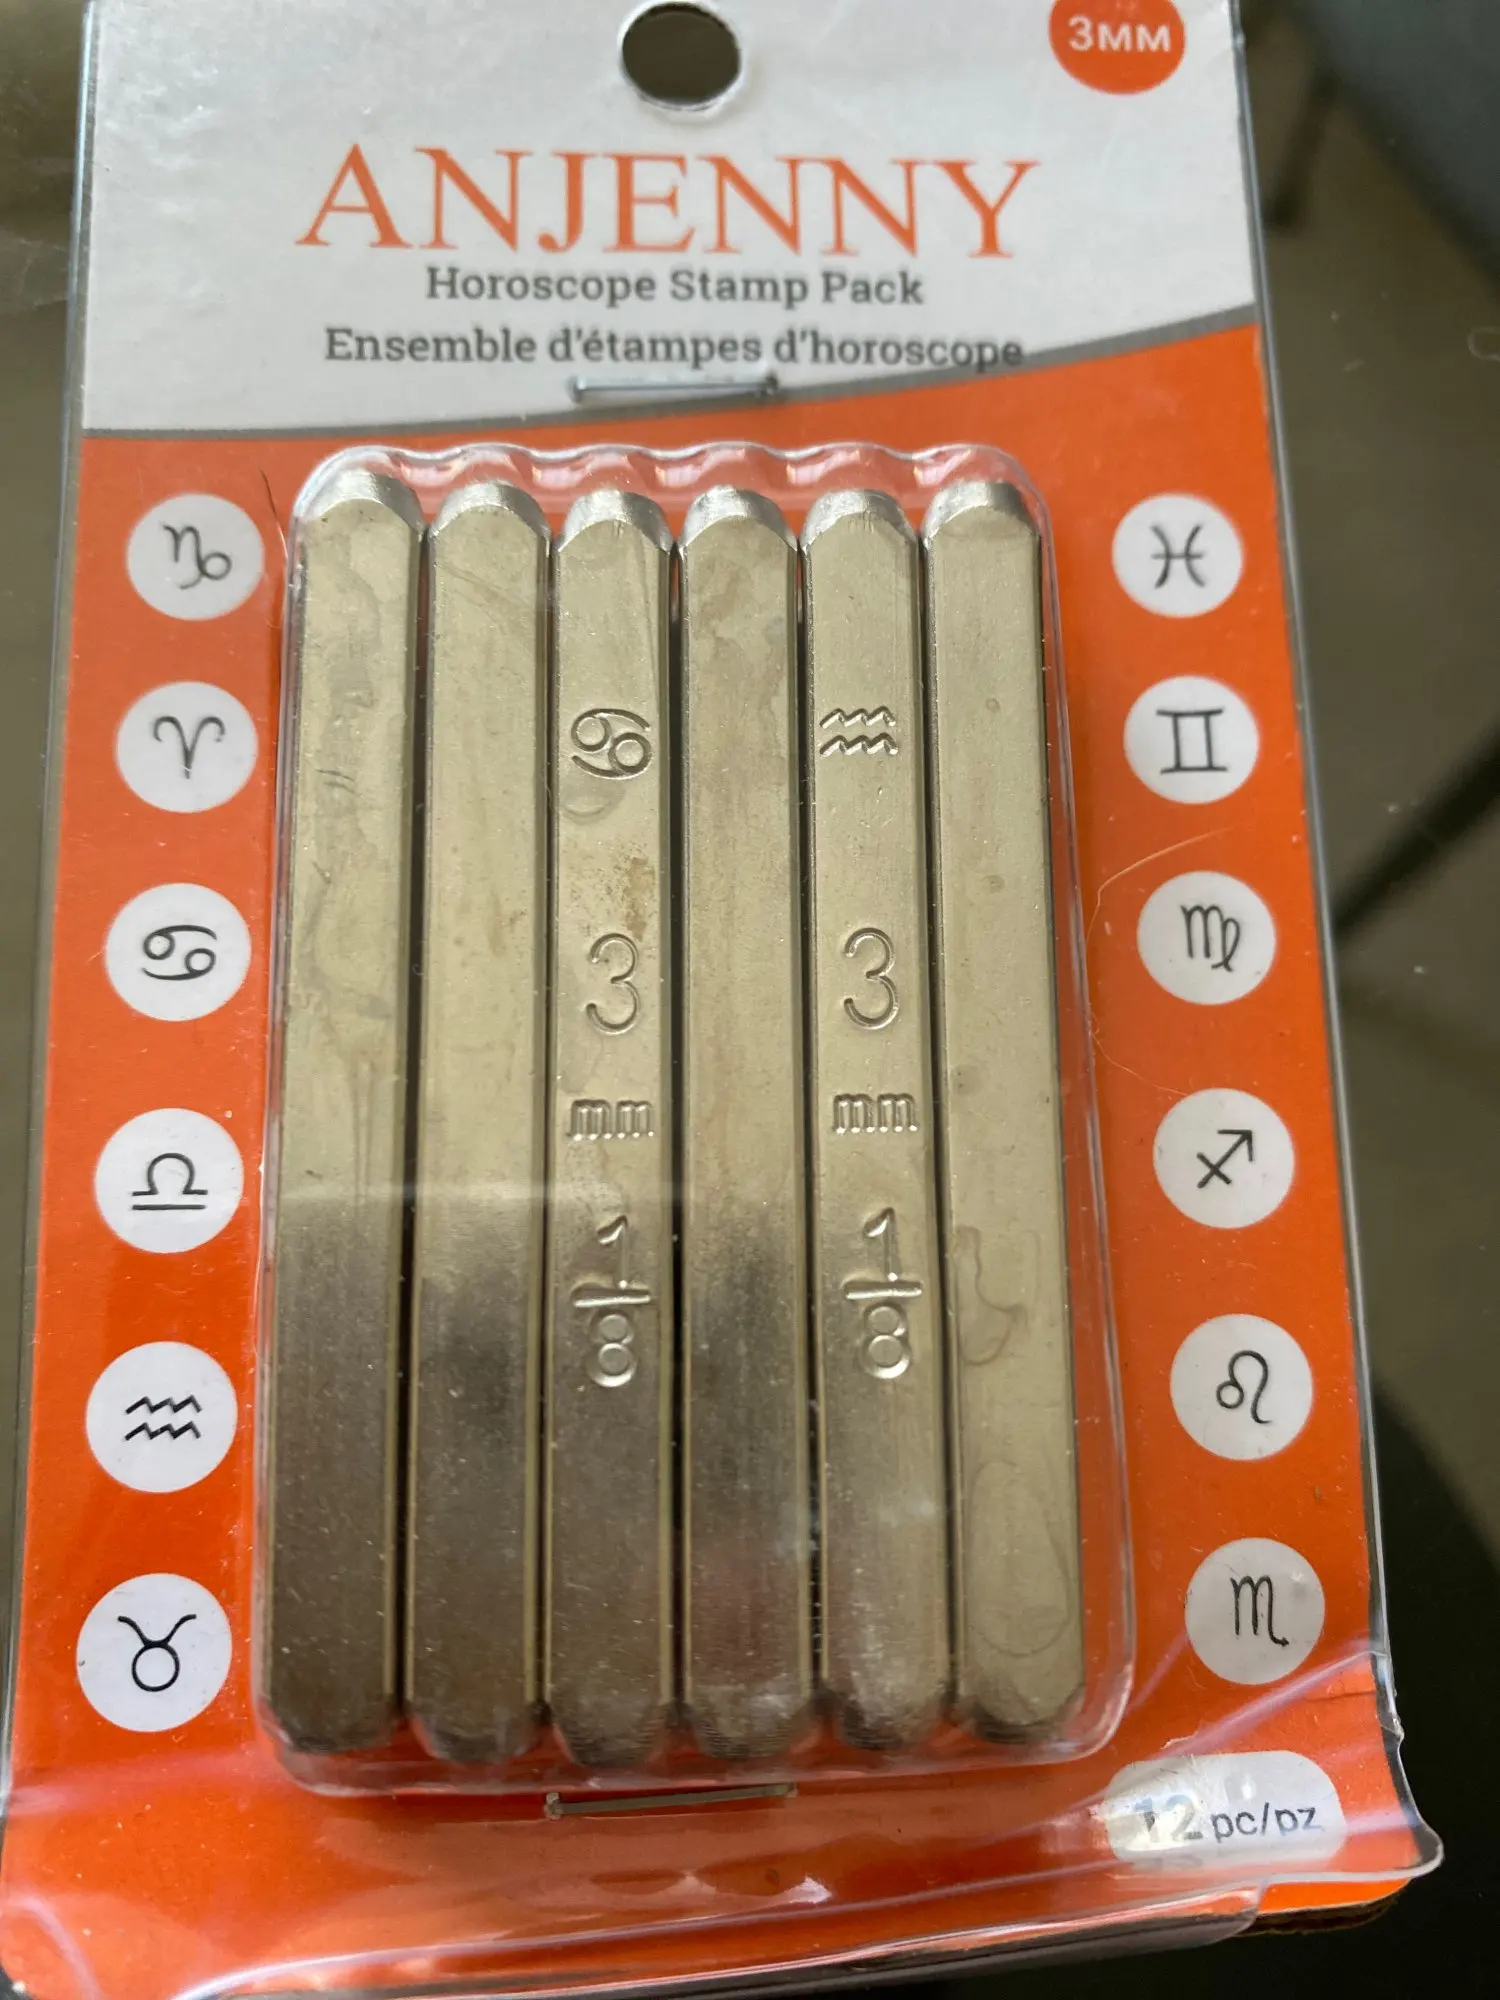 3MM
ANJENNY
Horoscope Stamp Pack
Ensemble d'étampes d'horoscope
♑ ♓
♈ ♊
♋ ♍
♎ ♐
♒ ♌
♉ ♏
♋ 3 mm 1/8
♒ 3 mm 1/8
12 pc/pz